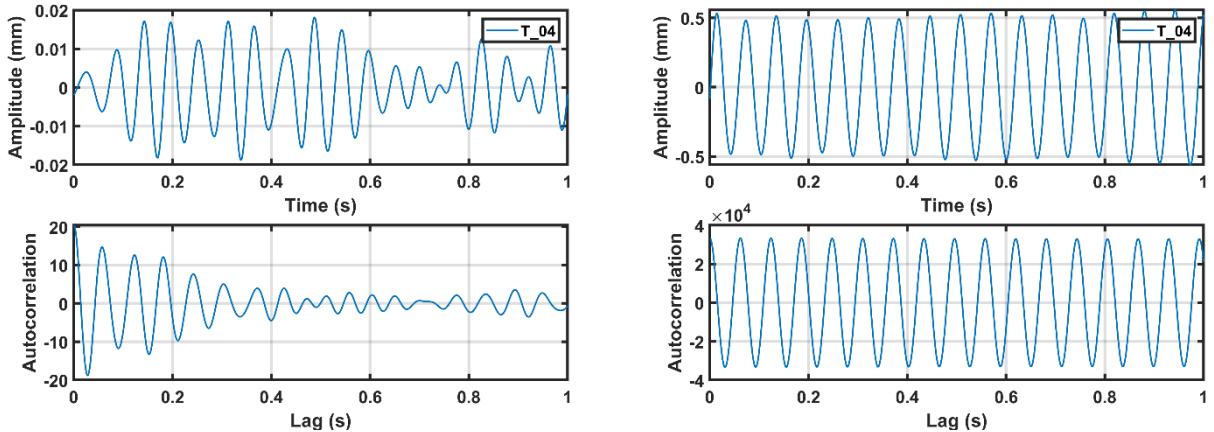 0.02
0.01
0
-0.01
-0.02
Amplitude (mm)
T_04
0 0.2 0.4 0.6 0.8 1
Time (s)
20
10
0
-10
-20
Autocorrelation
0 0.2 0.4 0.6 0.8 1
Lag (s)
0.5
0
-0.5
Amplitude (mm)
T_04
0 0.2 0.4 0.6 0.8 1
Time (s)
×10⁴
4
2
0
-2
-4
Autocorrelation
0 0.2 0.4 0.6 0.8 1
Lag (s)